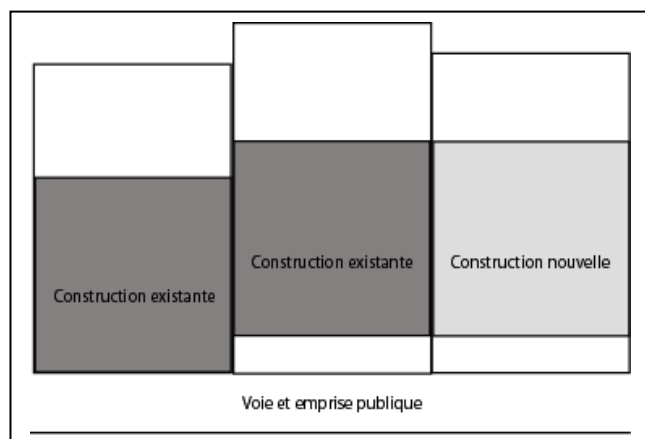 Construction existante
Construction existante
Construction nouvelle
Voie et emprise publique